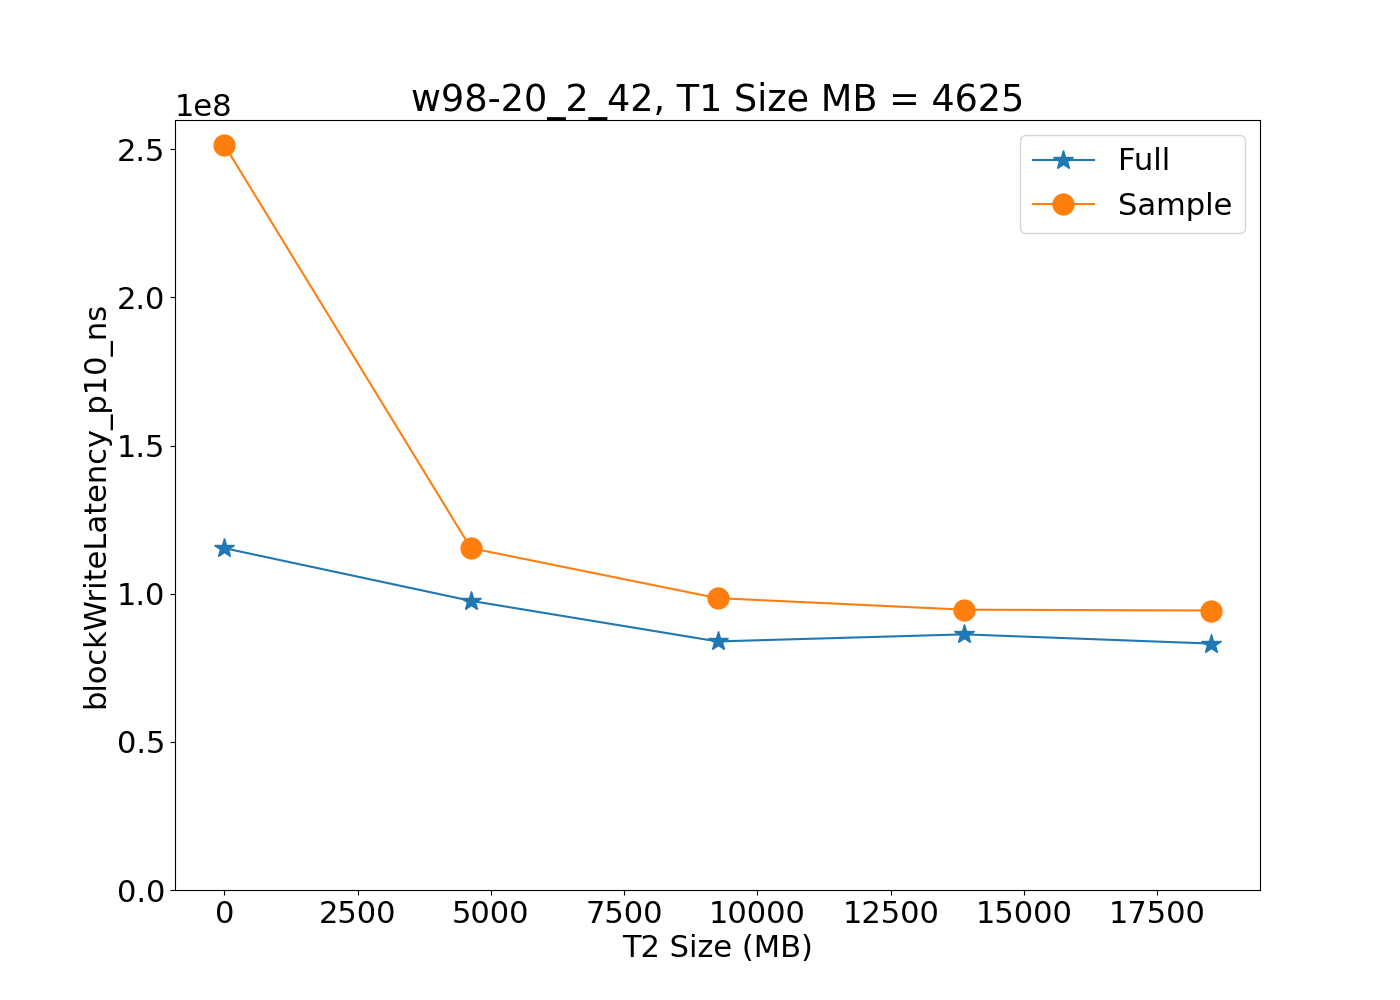 w98-20_2_42, T1 Size MB = 4625
1e8
Full
Sample
2.5
2.0
1.5
1.0
0.5
0.0
blockWriteLatency_p10_ns
0 2500 5000 7500 10000 12500 15000 17500
T2 Size (MB)